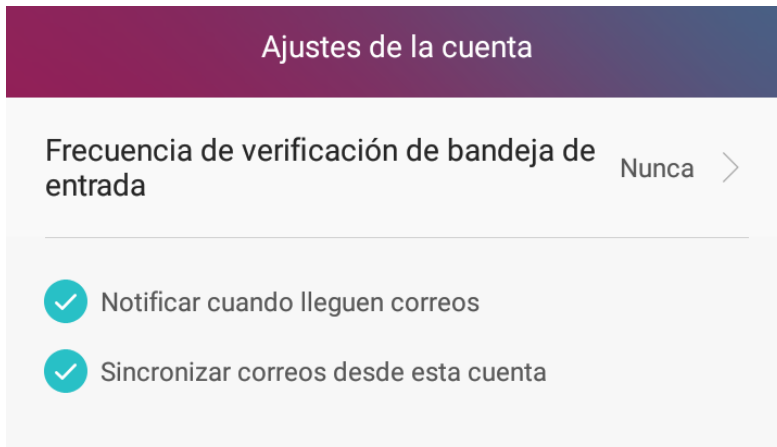 Ajustes de la cuenta
Frecuencia de verificación de bandeja de
entrada
Nunca
Notificar cuando lleguen correos
Sincronizar correos desde esta cuenta